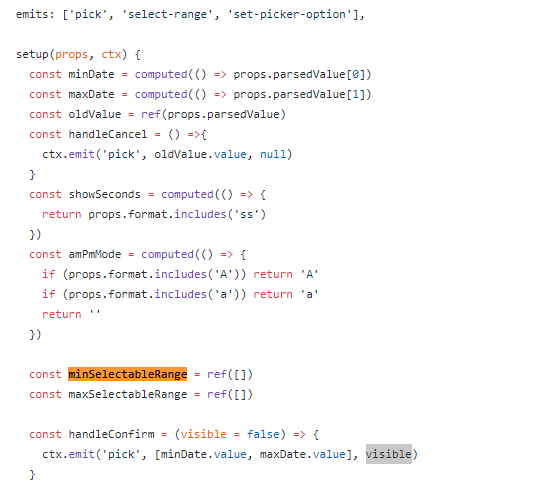 emits: ['pick', 'select-range', 'set-picker-option'],
setup(props, ctx) {
const minDate = computed(() => props.parsedValue[0])
const maxDate = computed(() => props.parsedValue[1])
const oldValue = ref(props.parsedValue)
const handleCancel = () =>{
ctx.emit('pick', oldValue.value, null)
}
const showSeconds = computed(() => {
return props.format.includes('ss')
})
const amPmMode = computed(() => {
if (props.format.includes('A')) return 'A'
if (props.format.includes('a')) return 'a'
return ''
})
const minSelectableRange = ref([])
const maxSelectableRange = ref([])
const handleConfirm = (visible = false) => {
ctx.emit('pick', [minDate.value, maxDate.value], visible)
}